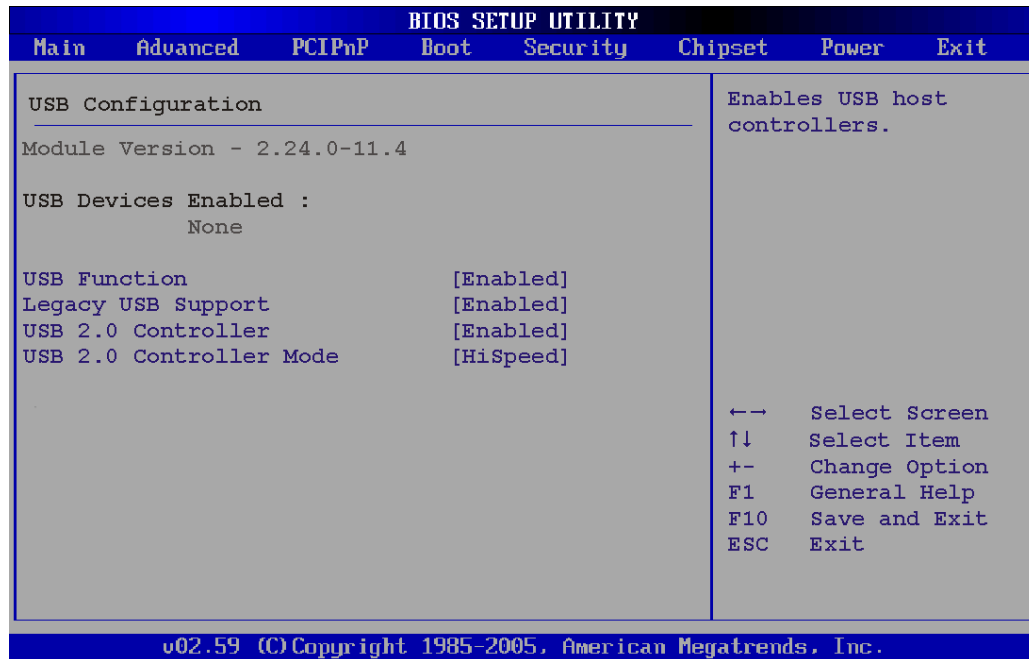 BIOS SETUP UTILITY
Main Advanced PCIPnP Boot Security Chipset Power Exit
USB Configuration
Module Version - 2.24.0-11.4
USB Devices Enabled :
None
USB Function [Enabled]
Legacy USB Support [Enabled]
USB 2.0 Controller [Enabled]
USB 2.0 Controller Mode [HiSpeed]
Enables USB host
controllers.
←→ Select Screen
↑↓ Select Item
+- Change Option
F1 General Help
F10 Save and Exit
ESC Exit
v02.59 (C)Copyright 1985-2005, American Megatrends, Inc.